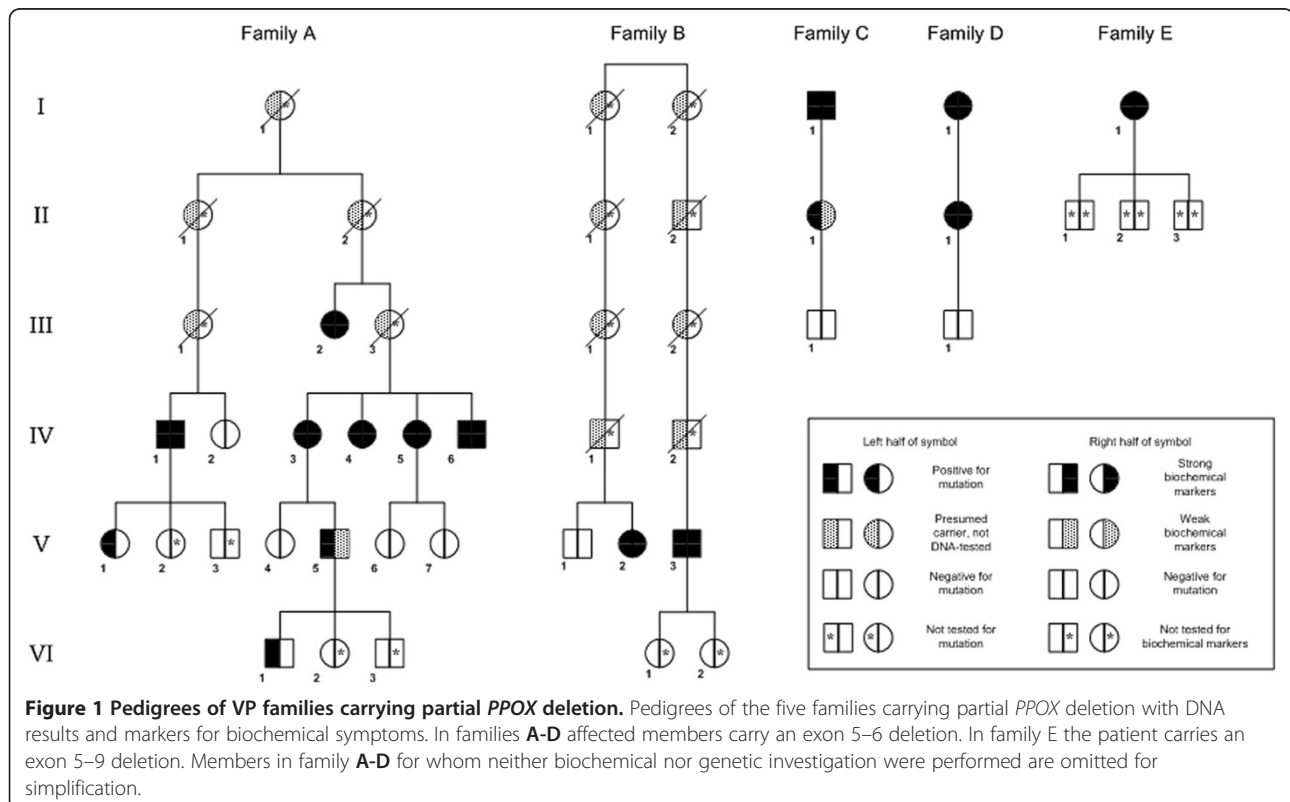 Family A Family B Family C Family D Family E
I
1 1 2 1 1 1
* * *
II
1 2 1 2 1 1 1 2 3
* * * * * * * * * *
III
1 2 3 1 2 1 1
* * * *
IV
1 2 3 4 5 6 1 2
* *
V
1 2 3 4 5 6 7 1 2 3
* *
VI
1 2 3 1 2
* * * *
Left half of symbol Right half of symbol
Positive for mutation Strong biochemical markers
Presumed carrier, not DNA-tested Weak biochemical markers
Negative for mutation Negative for mutation
* * Not tested for mutation * * Not tested for biochemical markers
Figure 1 Pedigrees of VP families carrying partial PPOX deletion. Pedigrees of the five families carrying partial PPOX deletion with DNA
results and markers for biochemical symptoms. In families A-D affected members carry an exon 5–6 deletion. In family E the patient carries an
exon 5–9 deletion. Members in family A-D for whom neither biochemical nor genetic investigation were performed are omitted for
simplification.